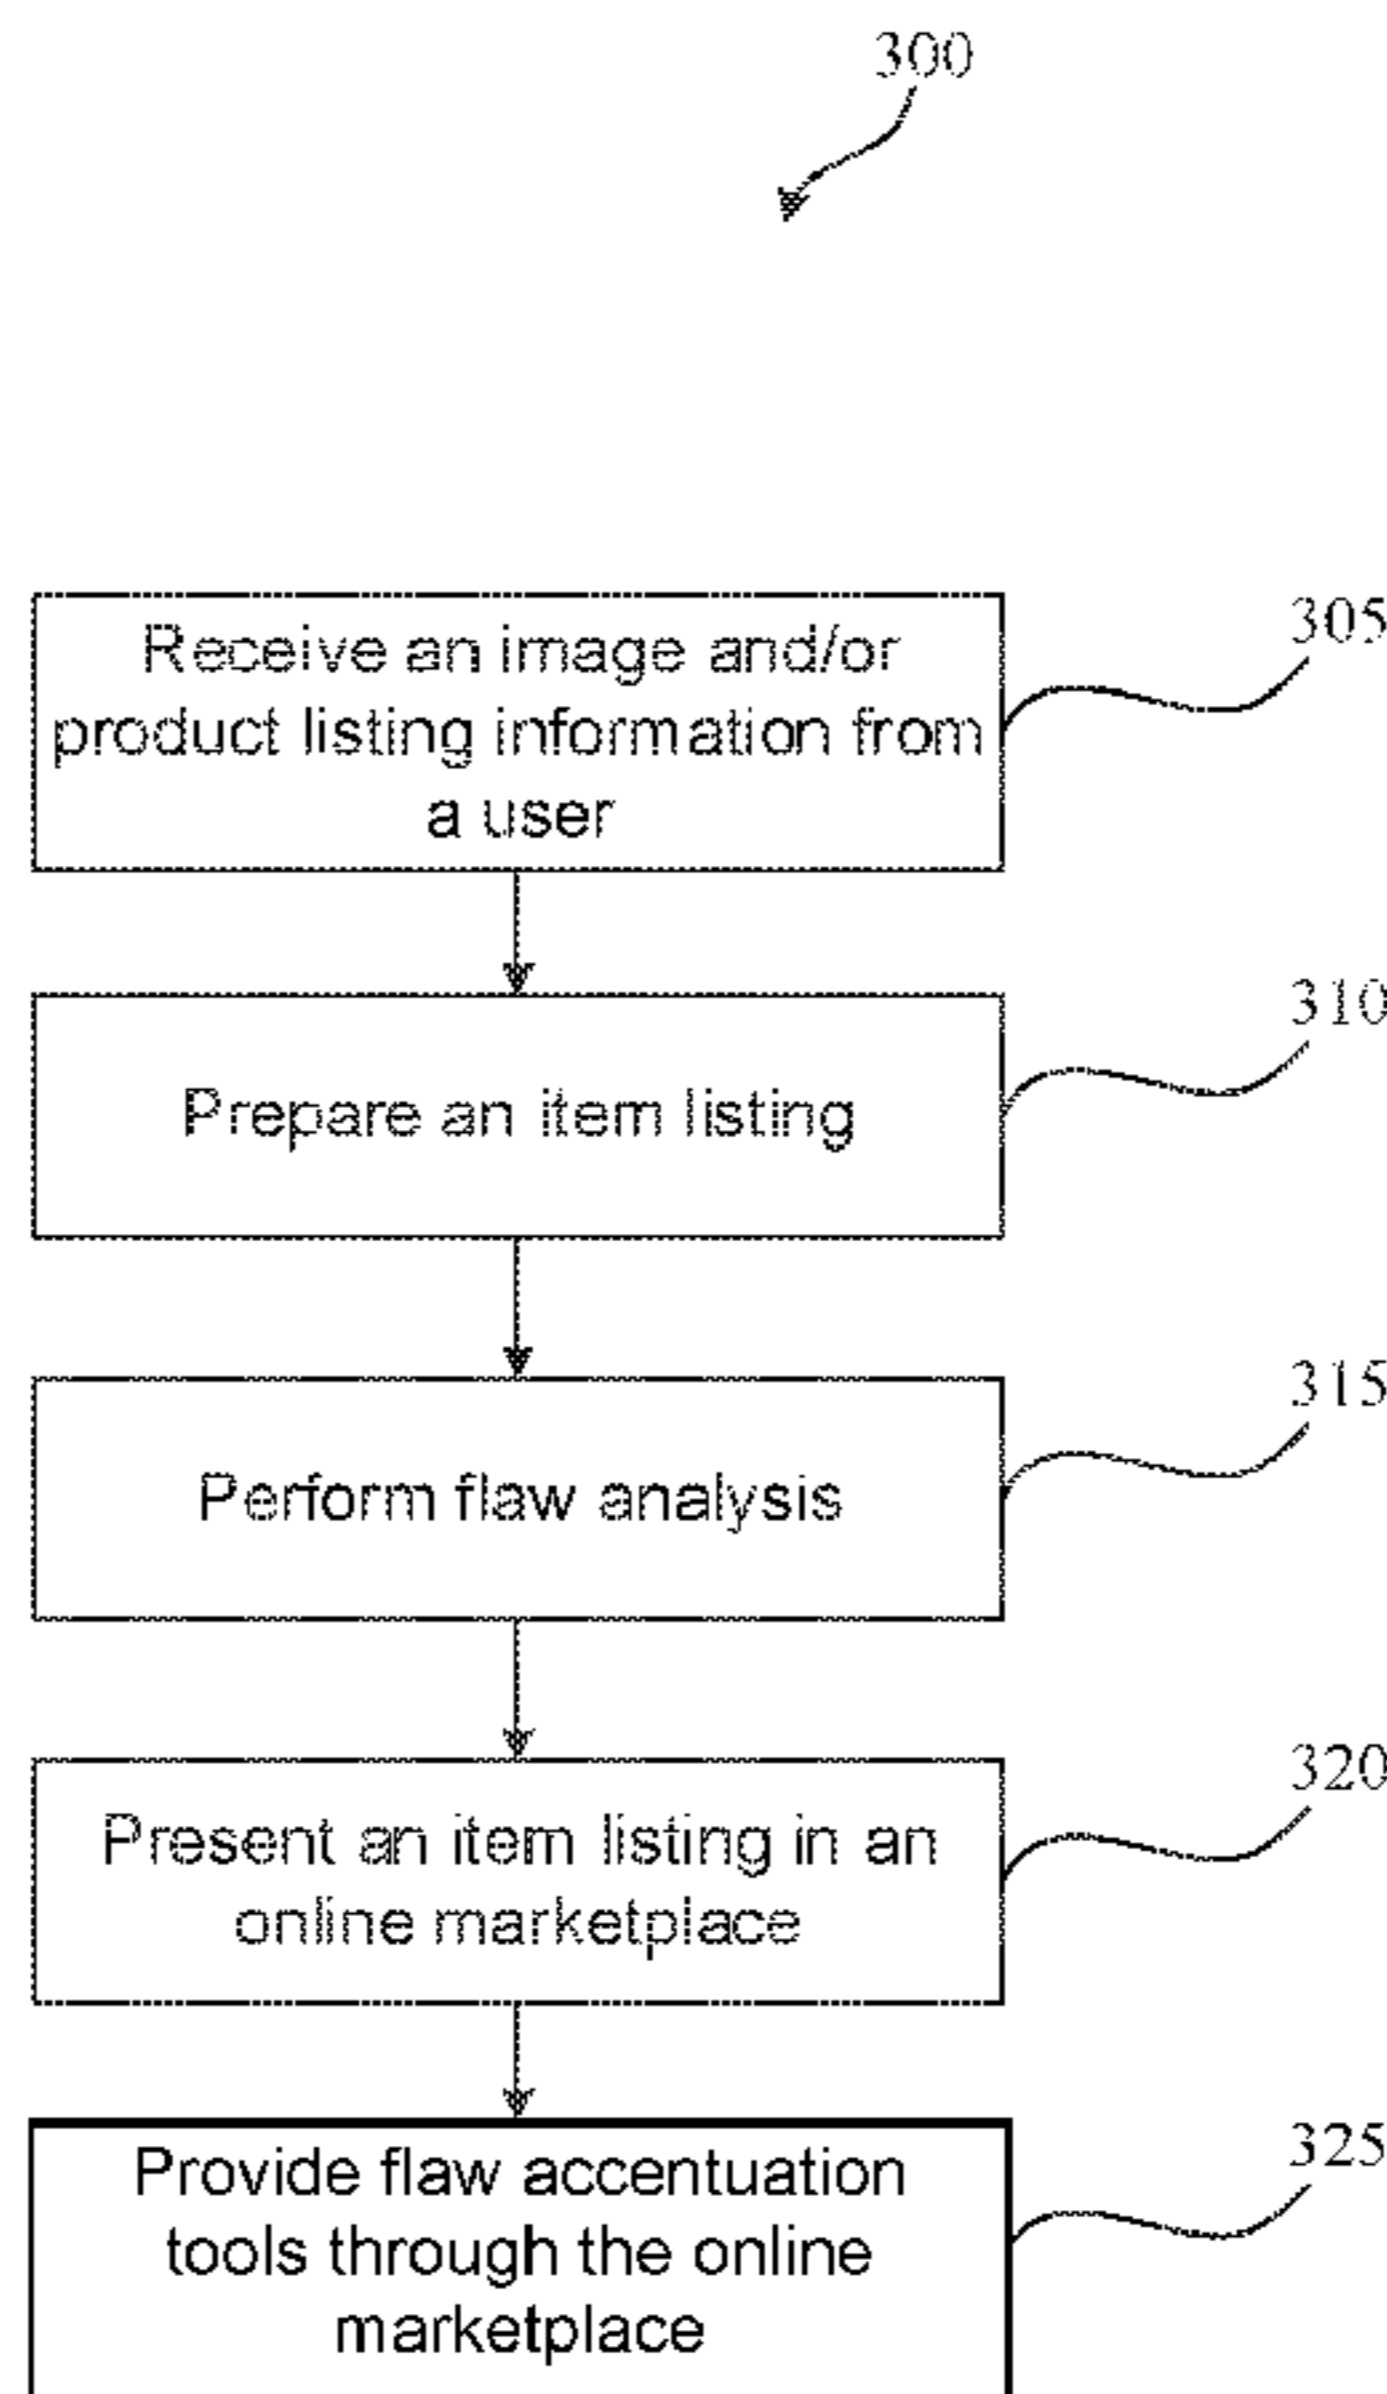 300
Receive an image and/or
product listing information from
a user
305
Prepare an item listing
310
Perform flaw analysis
315
Present an item listing in an
online marketplace
320
Provide flaw accentuation
tools through the online
marketplace
325